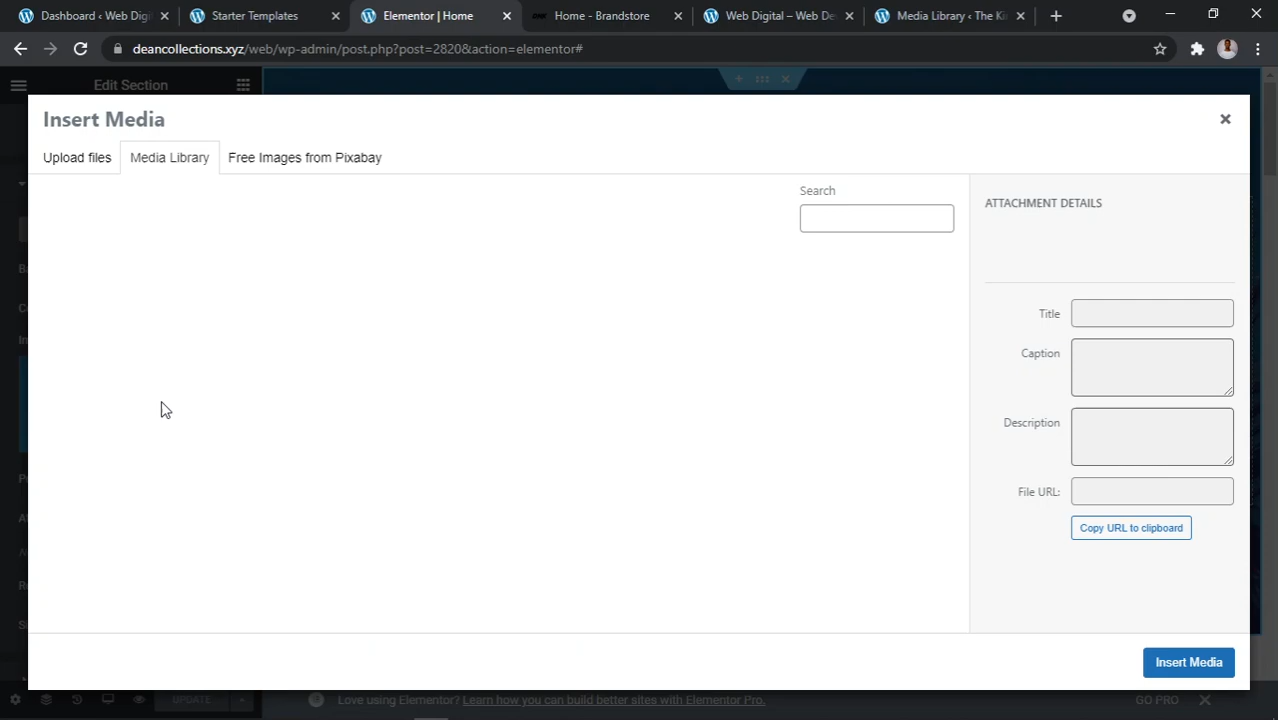 Dashboard ‹ Web Digi
Starter Templates
Elementor | Home
DW Home - Brandstore
Web Digital – Web De
Media Library ‹ The Ki
deancollections.xyz/web/wp-admin/post.php?post=2820&action=elementor#
Edit Section
Insert Media
Upload files
Media Library
Free Images from Pixabay
Search
ATTACHMENT DETAILS
Title
Caption
Description
File URL:
Copy URL to clipboard
Insert Media
UPDATE
Love using Elementor? Learn how you can build better sites with Elementor Pro.
GO PRO